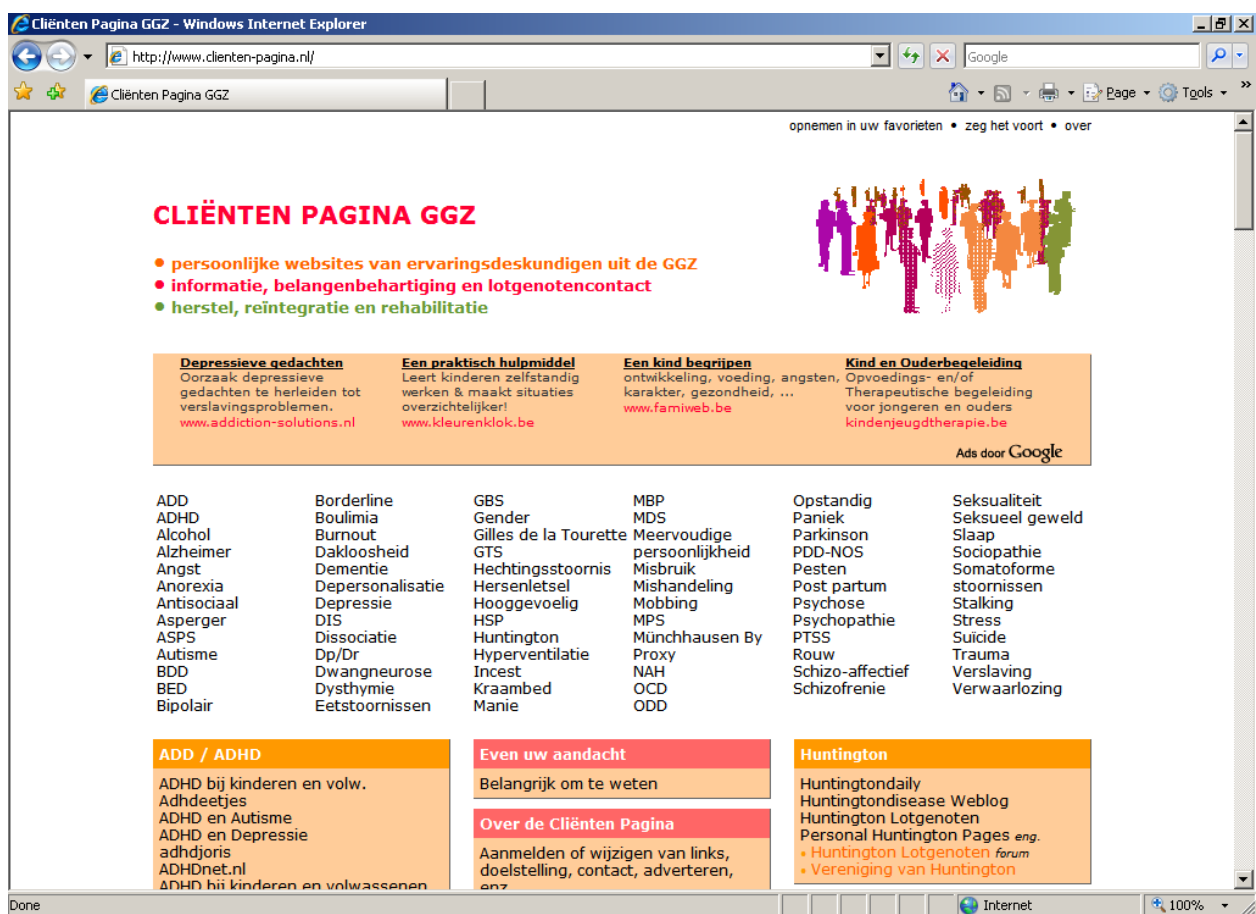 Cliënten Pagina GGZ - Windows Internet Explorer
http://www.clienten-pagina.nl/
Google
Cliënten Pagina GGZ
Page
Tools
opnemen in uw favorieten • zeg het voort • over
CLIËNTEN PAGINA GGZ
• persoonlijke websites van ervaringsdeskundigen uit de GGZ
• informatie, belangenbehartiging en lotgenotencontact
• herstel, reïntegratie en rehabilitatie
Depressieve gedachten
Oorzaak depressieve
gedachten te herleiden tot
verslavingsproblemen.
www.addiction-solutions.nl
Een praktisch hulpmiddel
Leert kinderen zelfstandig
werken & maakt situaties
overzichtelijker!
www.kleurenklok.be
Een kind begrijpen
ontwikkeling, voeding, angsten,
karakter, gezondheid, ...
www.famiweb.be
Kind en Ouderbegeleiding
Opvoedings- en/of
Therapeutische begeleiding
voor jongeren en ouders
kindenjeugdtherapie.be
Ads door Google
ADD
ADHD
Alcohol
Alzheimer
Angst
Anorexia
Antisociaal
Asperger
ASPS
Autisme
BDD
BED
Bipolair
Borderline
Boulimia
Burnout
Dakloosheid
Dementie
Depersonalisatie
Depressie
DIS
Dissociatie
Dp/Dr
Dwangneurose
Dysthymie
Eetstoornissen
GBS
Gender
Gilles de la Tourette
GTS
Hechtingsstoornis
Hersenletsel
Hooggevoelig
HSP
Huntington
Hyperventilatie
Incest
Kraambed
Manie
MBP
MDS
Meervoudige
persoonlijkheid
Misbruik
Mishandeling
Mobbing
MPS
Münchhausen By
Proxy
NAH
OCD
ODD
Opstandig
Paniek
Parkinson
PDD-NOS
Pesten
Post partum
Psychose
Psychopathie
PTSS
Rouw
Schizo-affectief
Schizofrenie
Seksualiteit
Seksueel geweld
Slaap
Sociopathie
Somatoforme
stoornissen
Stalking
Stress
Suïcide
Trauma
Verslaving
Verwaarlozing
ADD / ADHD
ADHD bij kinderen en volw.
Adhdeetjes
ADHD en Autisme
ADHD en Depressie
adhdjoris
ADHDnet.nl
ADHD bij kinderen en volwassenen
Even uw aandacht
Belangrijk om te weten
Over de Cliënten Pagina
Aanmelden of wijzigen van links,
doelstelling, contact, adverteren,
enz
Huntington
Huntingtondaily
Huntingtondisease Weblog
Huntington Lotgenoten
Personal Huntington Pages eng.
• Huntington Lotgenoten forum
• Vereniging van Huntington
Done
Internet
100%